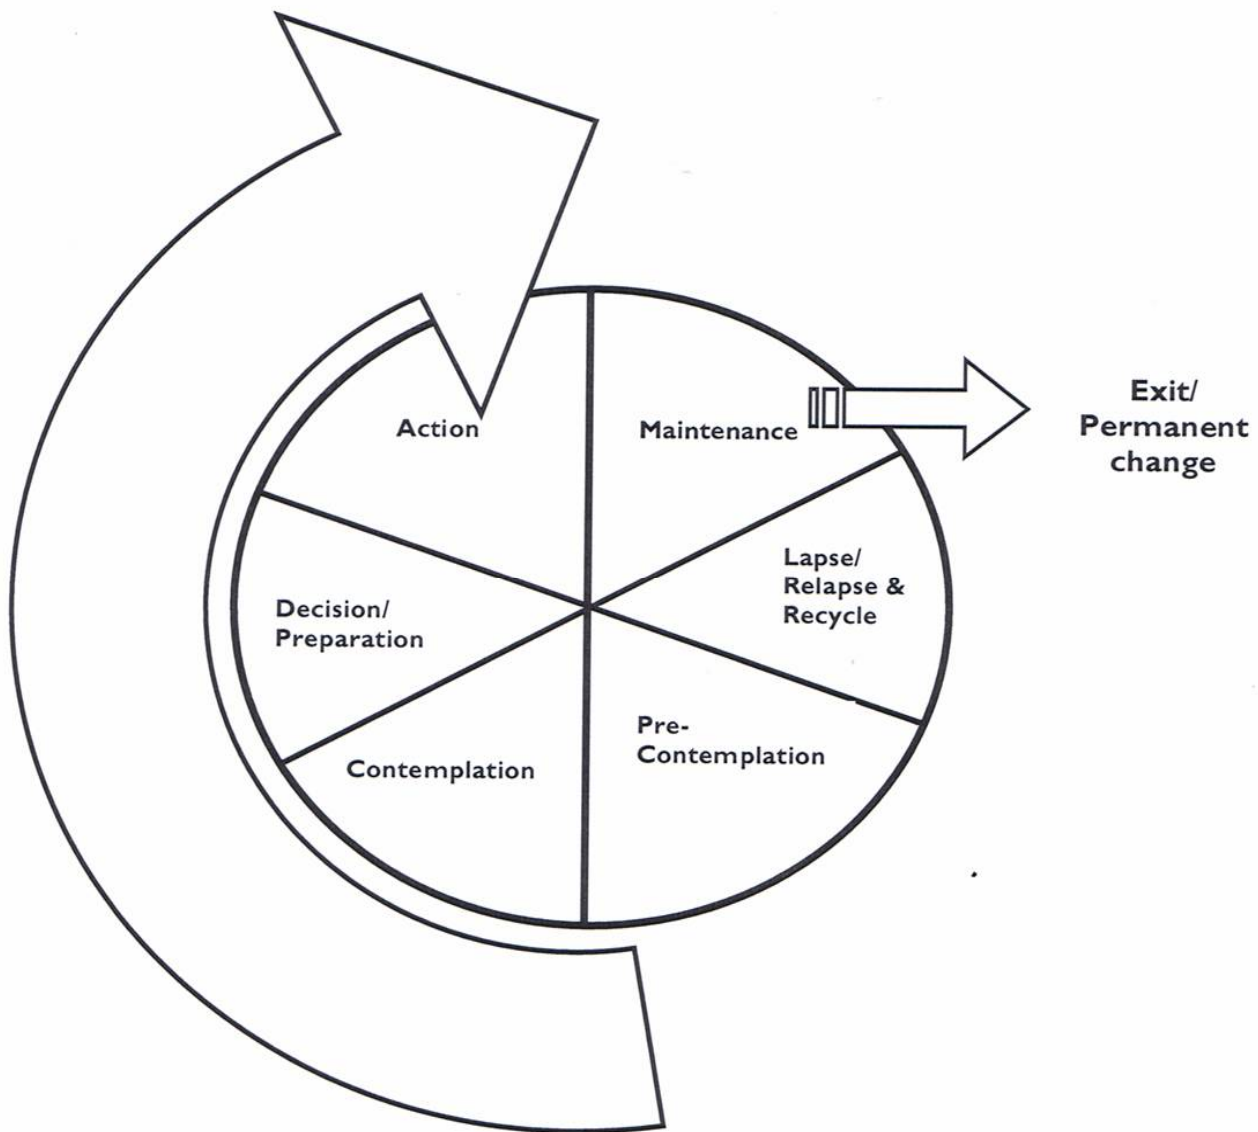 Exit/
Permanent
change
Action
Maintenance
Lapse/
Relapse &
Recycle
Decision/
Preparation
Pre-
Contemplation
Contemplation